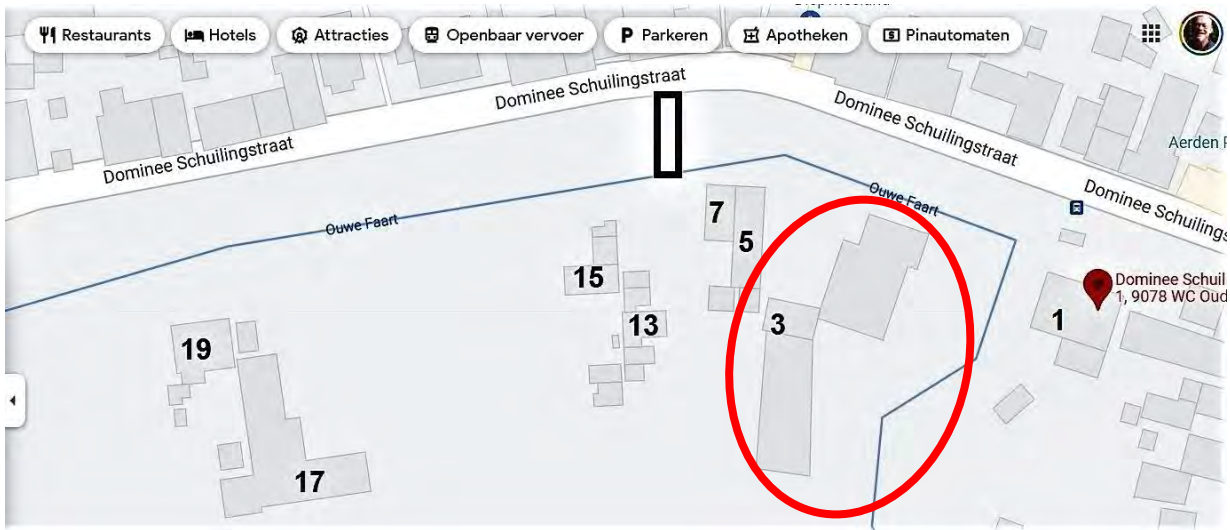 Restaurants
Hotels
Attracties
Openbaar vervoer
P Parkeren
Apotheken
Pinautomaten
Dominee Schuilingstraat
Dominee Schuilingstraat
Dominee Schuilingstraat
Aerden P
Dominee Schuilings
Ouwe Faart
Ouwe Faart
7
5
15
13
3
Dominee Schuil
1, 9078 WC Oud
1
19
17